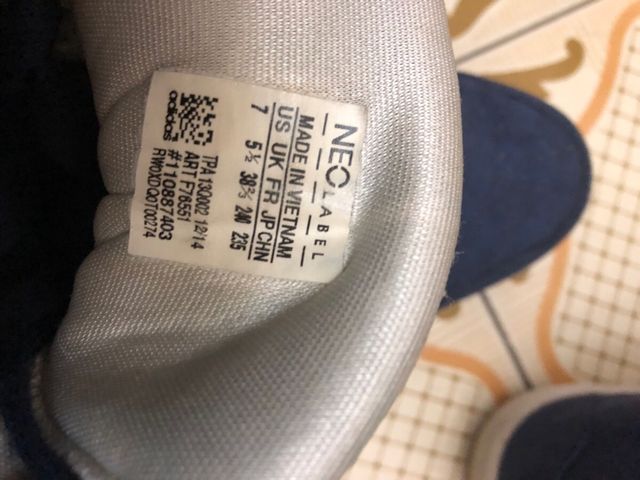 NEO LABEL
MADE IN VIETNAM
US UK FR JP CHN
7 5½ 38⅔ 240 235
adidas
TPA 130002 12/14
ART F76551
#110887403
RW0XDO0100274